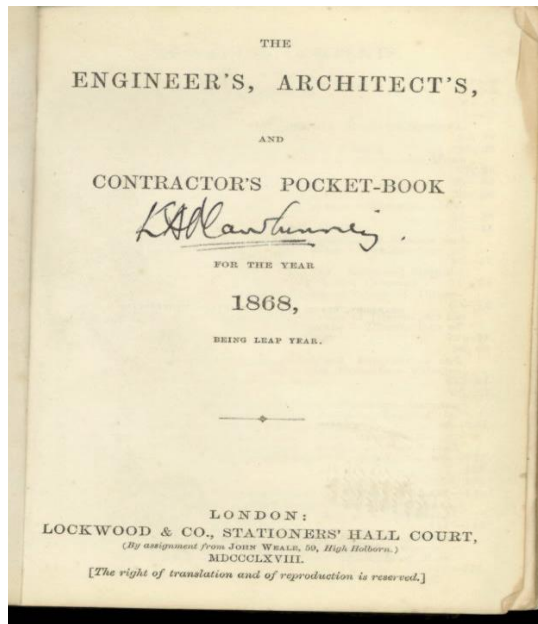 THE
ENGINEER'S, ARCHITECT'S,
AND
CONTRACTOR'S POCKET-BOOK
FOR THE YEAR
1868,
BEING LEAP YEAR.
LONDON:
LOCKWOOD & CO., STATIONERS' HALL COURT,
(By assignment from JOHN WEALE, 59, High Holborn.)
MDCCCLXVIII.
[The right of translation and of reproduction is reserved.]